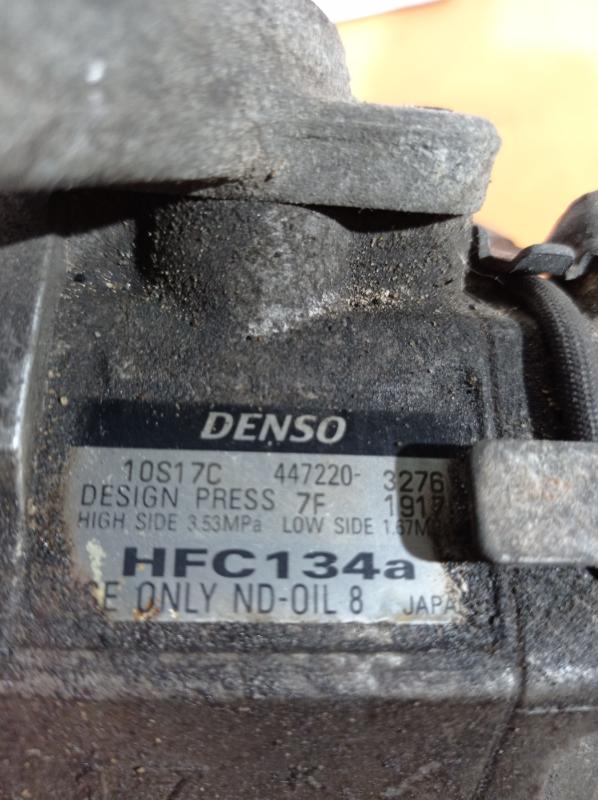 DENSO
10S17C 447220- 3276
DESIGN PRESS 7F 1917
HIGH SIDE 3.53MPa LOW SIDE 1.67M
HFC134a
ONLY ND-OIL 8 JAPA